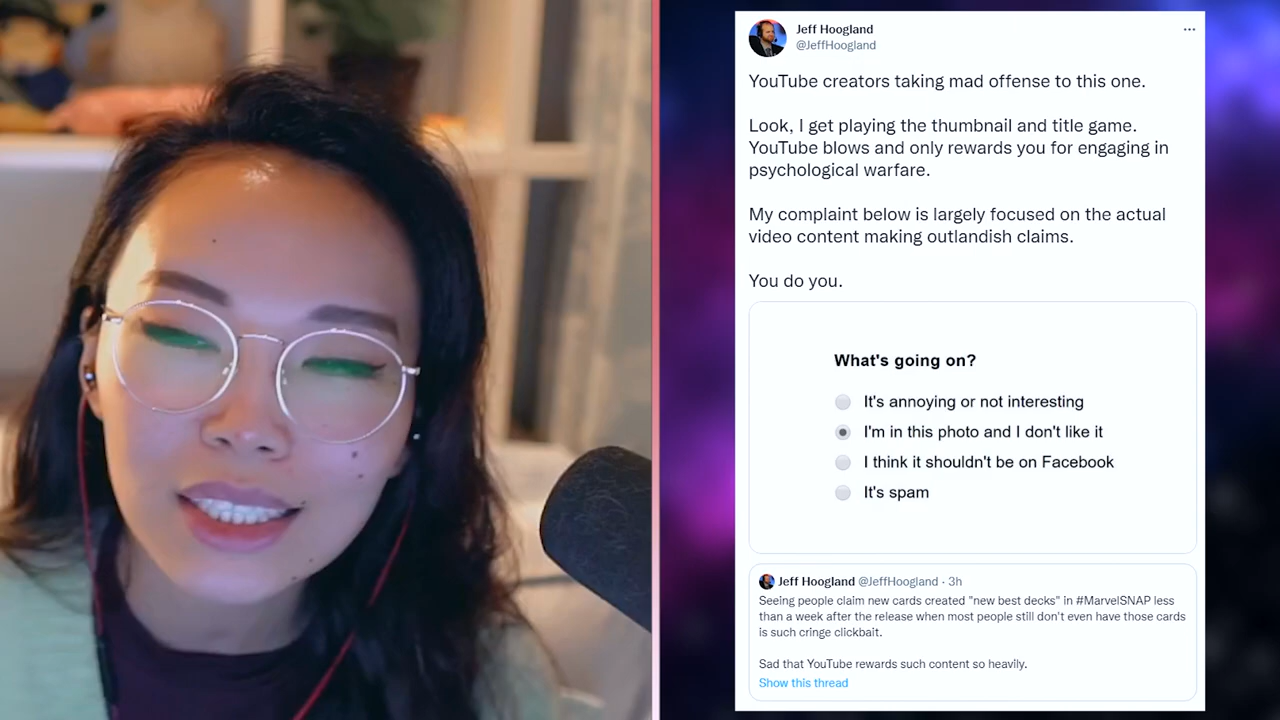 Jeff Hoogland
@JeffHoogland
YouTube creators taking mad offense to this one.
Look, I get playing the thumbnail and title game.
YouTube blows and only rewards you for engaging in
psychological warfare.
My complaint below is largely focused on the actual
video content making outlandish claims.
You do you.
What's going on?
It's annoying or not interesting
I'm in this photo and I don't like it
I think it shouldn't be on Facebook
It's spam
Jeff Hoogland @JeffHoogland · 3h
Seeing people claim new cards created "new best decks" in #MarvelSNAP less
than a week after the release when most people still don't even have those cards
is such cringe clickbait.
Sad that YouTube rewards such content so heavily.
Show this thread